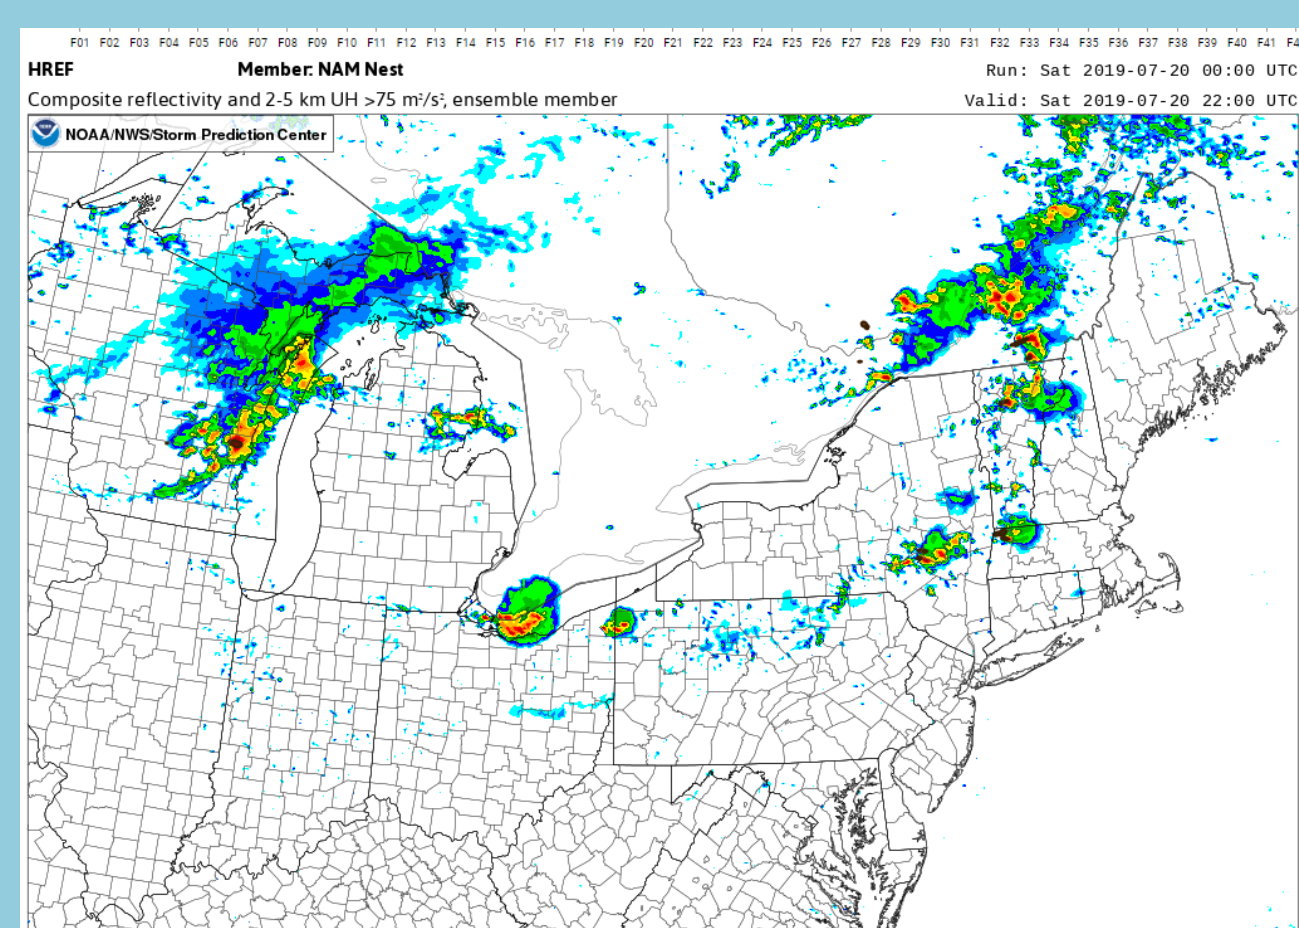 F01 F02 F03 F04 F05 F06 F07 F08 F09 F10 F11 F12 F13 F14 F15 F16 F17 F18 F19 F20 F21 F22 F23 F24 F25 F26 F27 F28 F29 F30 F31 F32 F33 F34 F35 F36 F37 F38 F39 F40 F41 F4
HREF Member: NAM Nest Run: Sat 2019-07-20 00:00 UTC
Composite reflectivity and 2-5 km UH >75 m²/s², ensemble member Valid: Sat 2019-07-20 22:00 UTC
NOAA/NWS/Storm Prediction Center